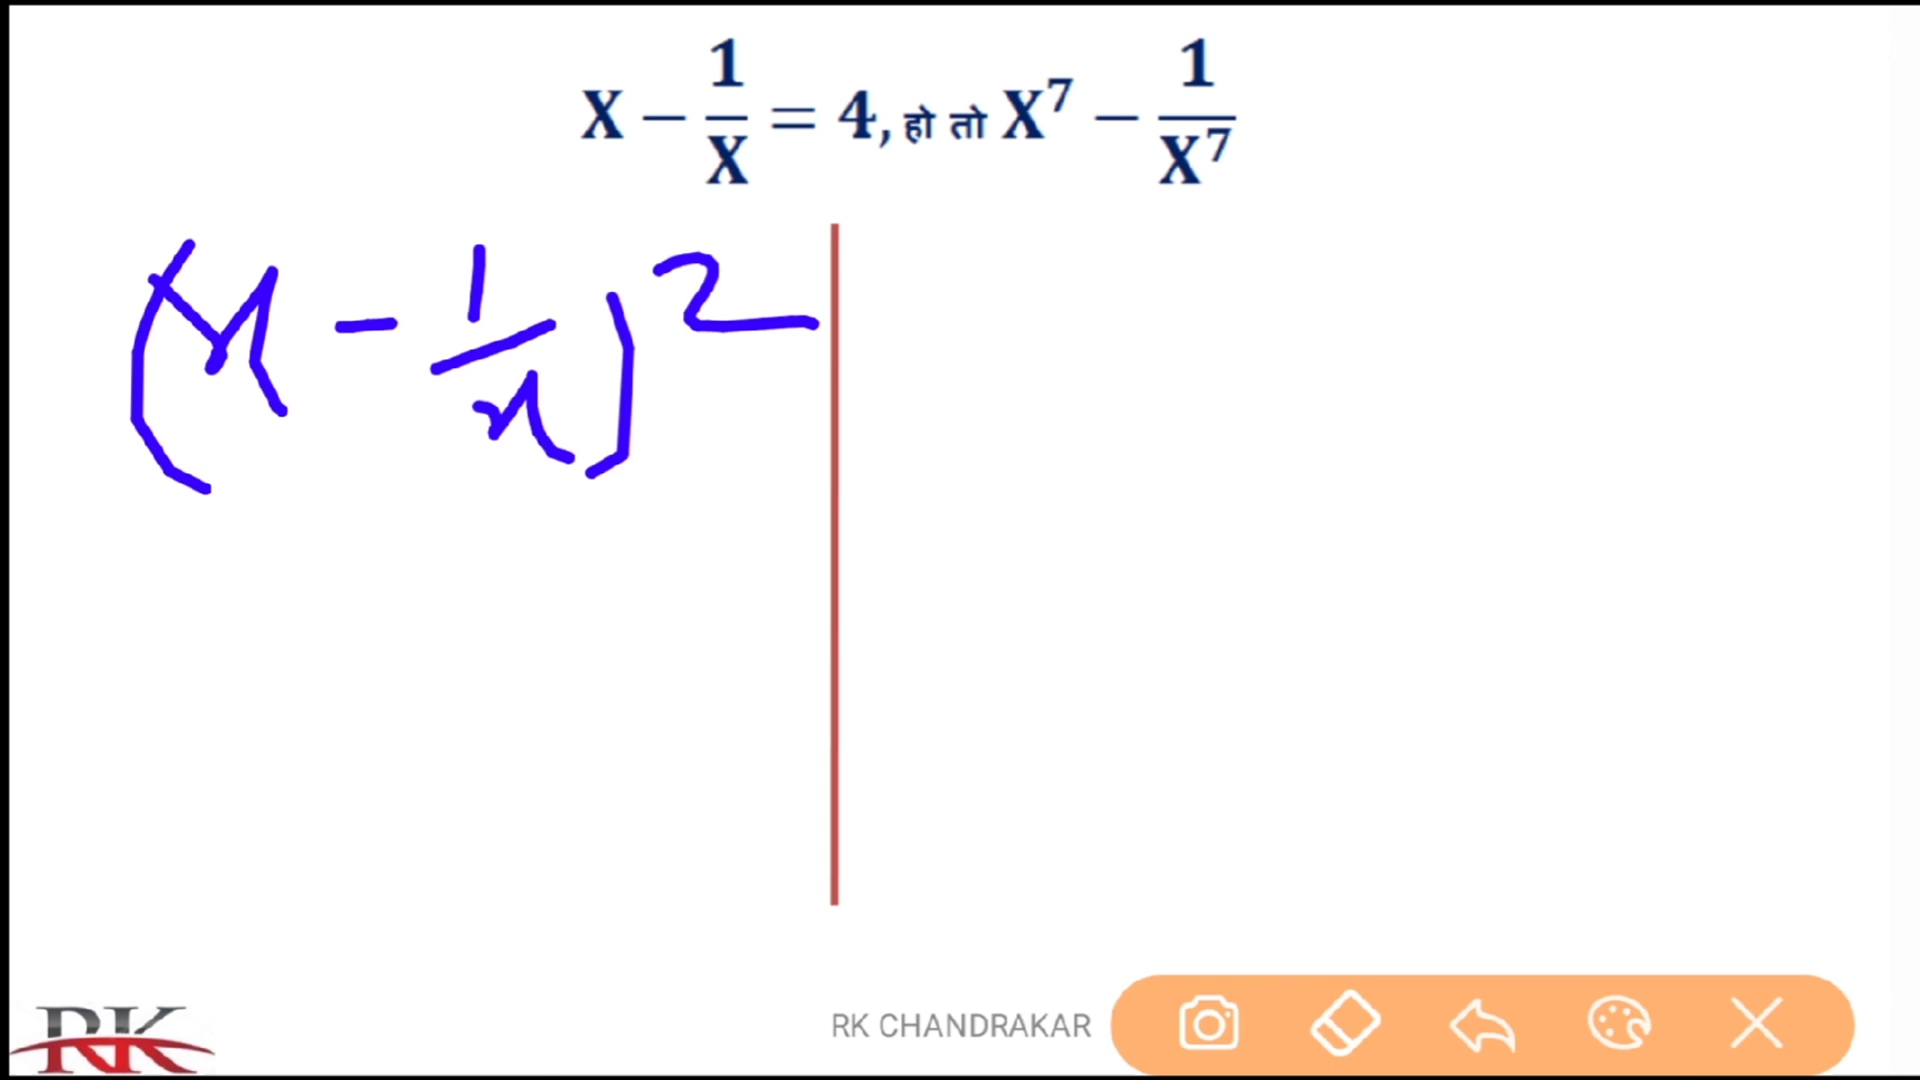 X − 1/X = 4, हो तो X⁷ − 1/X⁷
(x − 1/x)²
RK CHANDRAKAR
RK